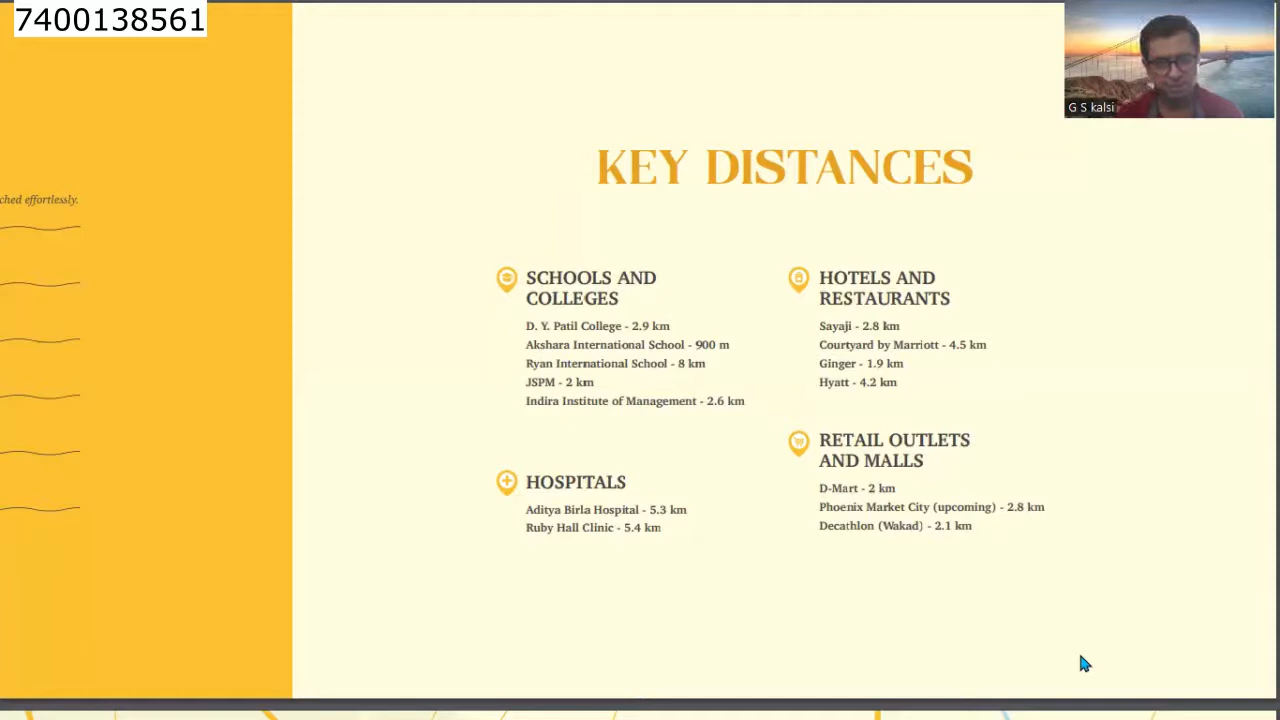 7400138561
G S kalsi
ched effortlessly.
KEY DISTANCES
SCHOOLS AND
COLLEGES
D. Y. Patil College - 2.9 km
Akshara International School - 900 m
Ryan International School - 8 km
JSPM - 2 km
Indira Institute of Management - 2.6 km
HOSPITALS
Aditya Birla Hospital - 5.3 km
Ruby Hall Clinic - 5.4 km
HOTELS AND
RESTAURANTS
Sayaji - 2.8 km
Courtyard by Marriott - 4.5 km
Ginger - 1.9 km
Hyatt - 4.2 km
RETAIL OUTLETS
AND MALLS
D-Mart - 2 km
Phoenix Market City (upcoming) - 2.8 km
Decathlon (Wakad) - 2.1 km